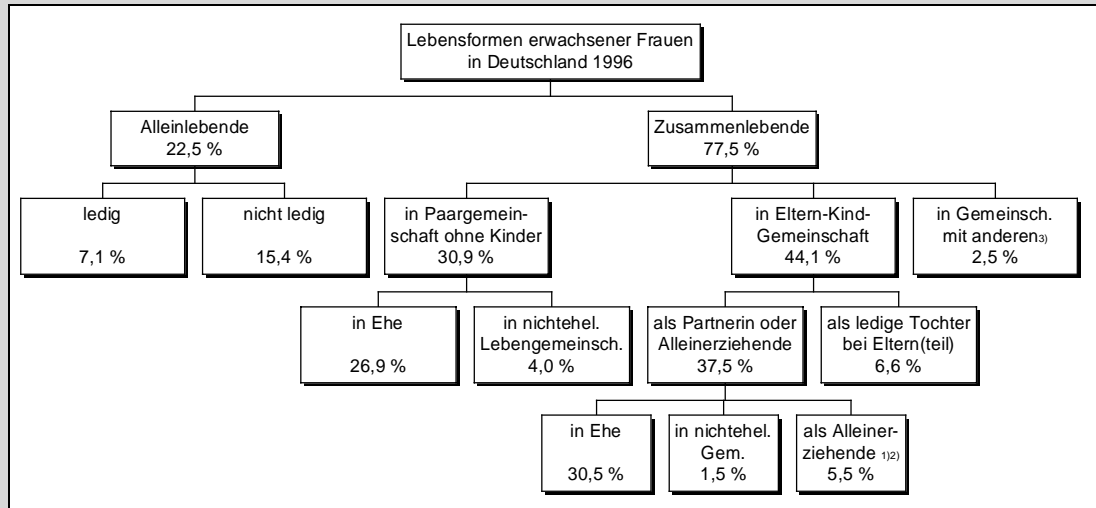 Lebensformen erwachsener Frauen
in Deutschland 1996
Alleinlebende
22,5 %
Zusammenlebende
77,5 %
ledig
7,1 %
nicht ledig
15,4 %
in Paargemein-
schaft ohne Kinder
30,9 %
in Eltern-Kind-
Gemeinschaft
44,1 %
in Gemeinsch.
mit anderen3)
2,5 %
in Ehe
26,9 %
in nichtehel.
Lebengemeinsch.
4,0 %
als Partnerin oder
Alleinerziehende
37,5 %
als ledige Tochter
bei Eltern(teil)
6,6 %
in Ehe
30,5 %
in nichtehel.
Gem.
1,5 %
als Alleiner-
ziehende 1)2)
5,5 %